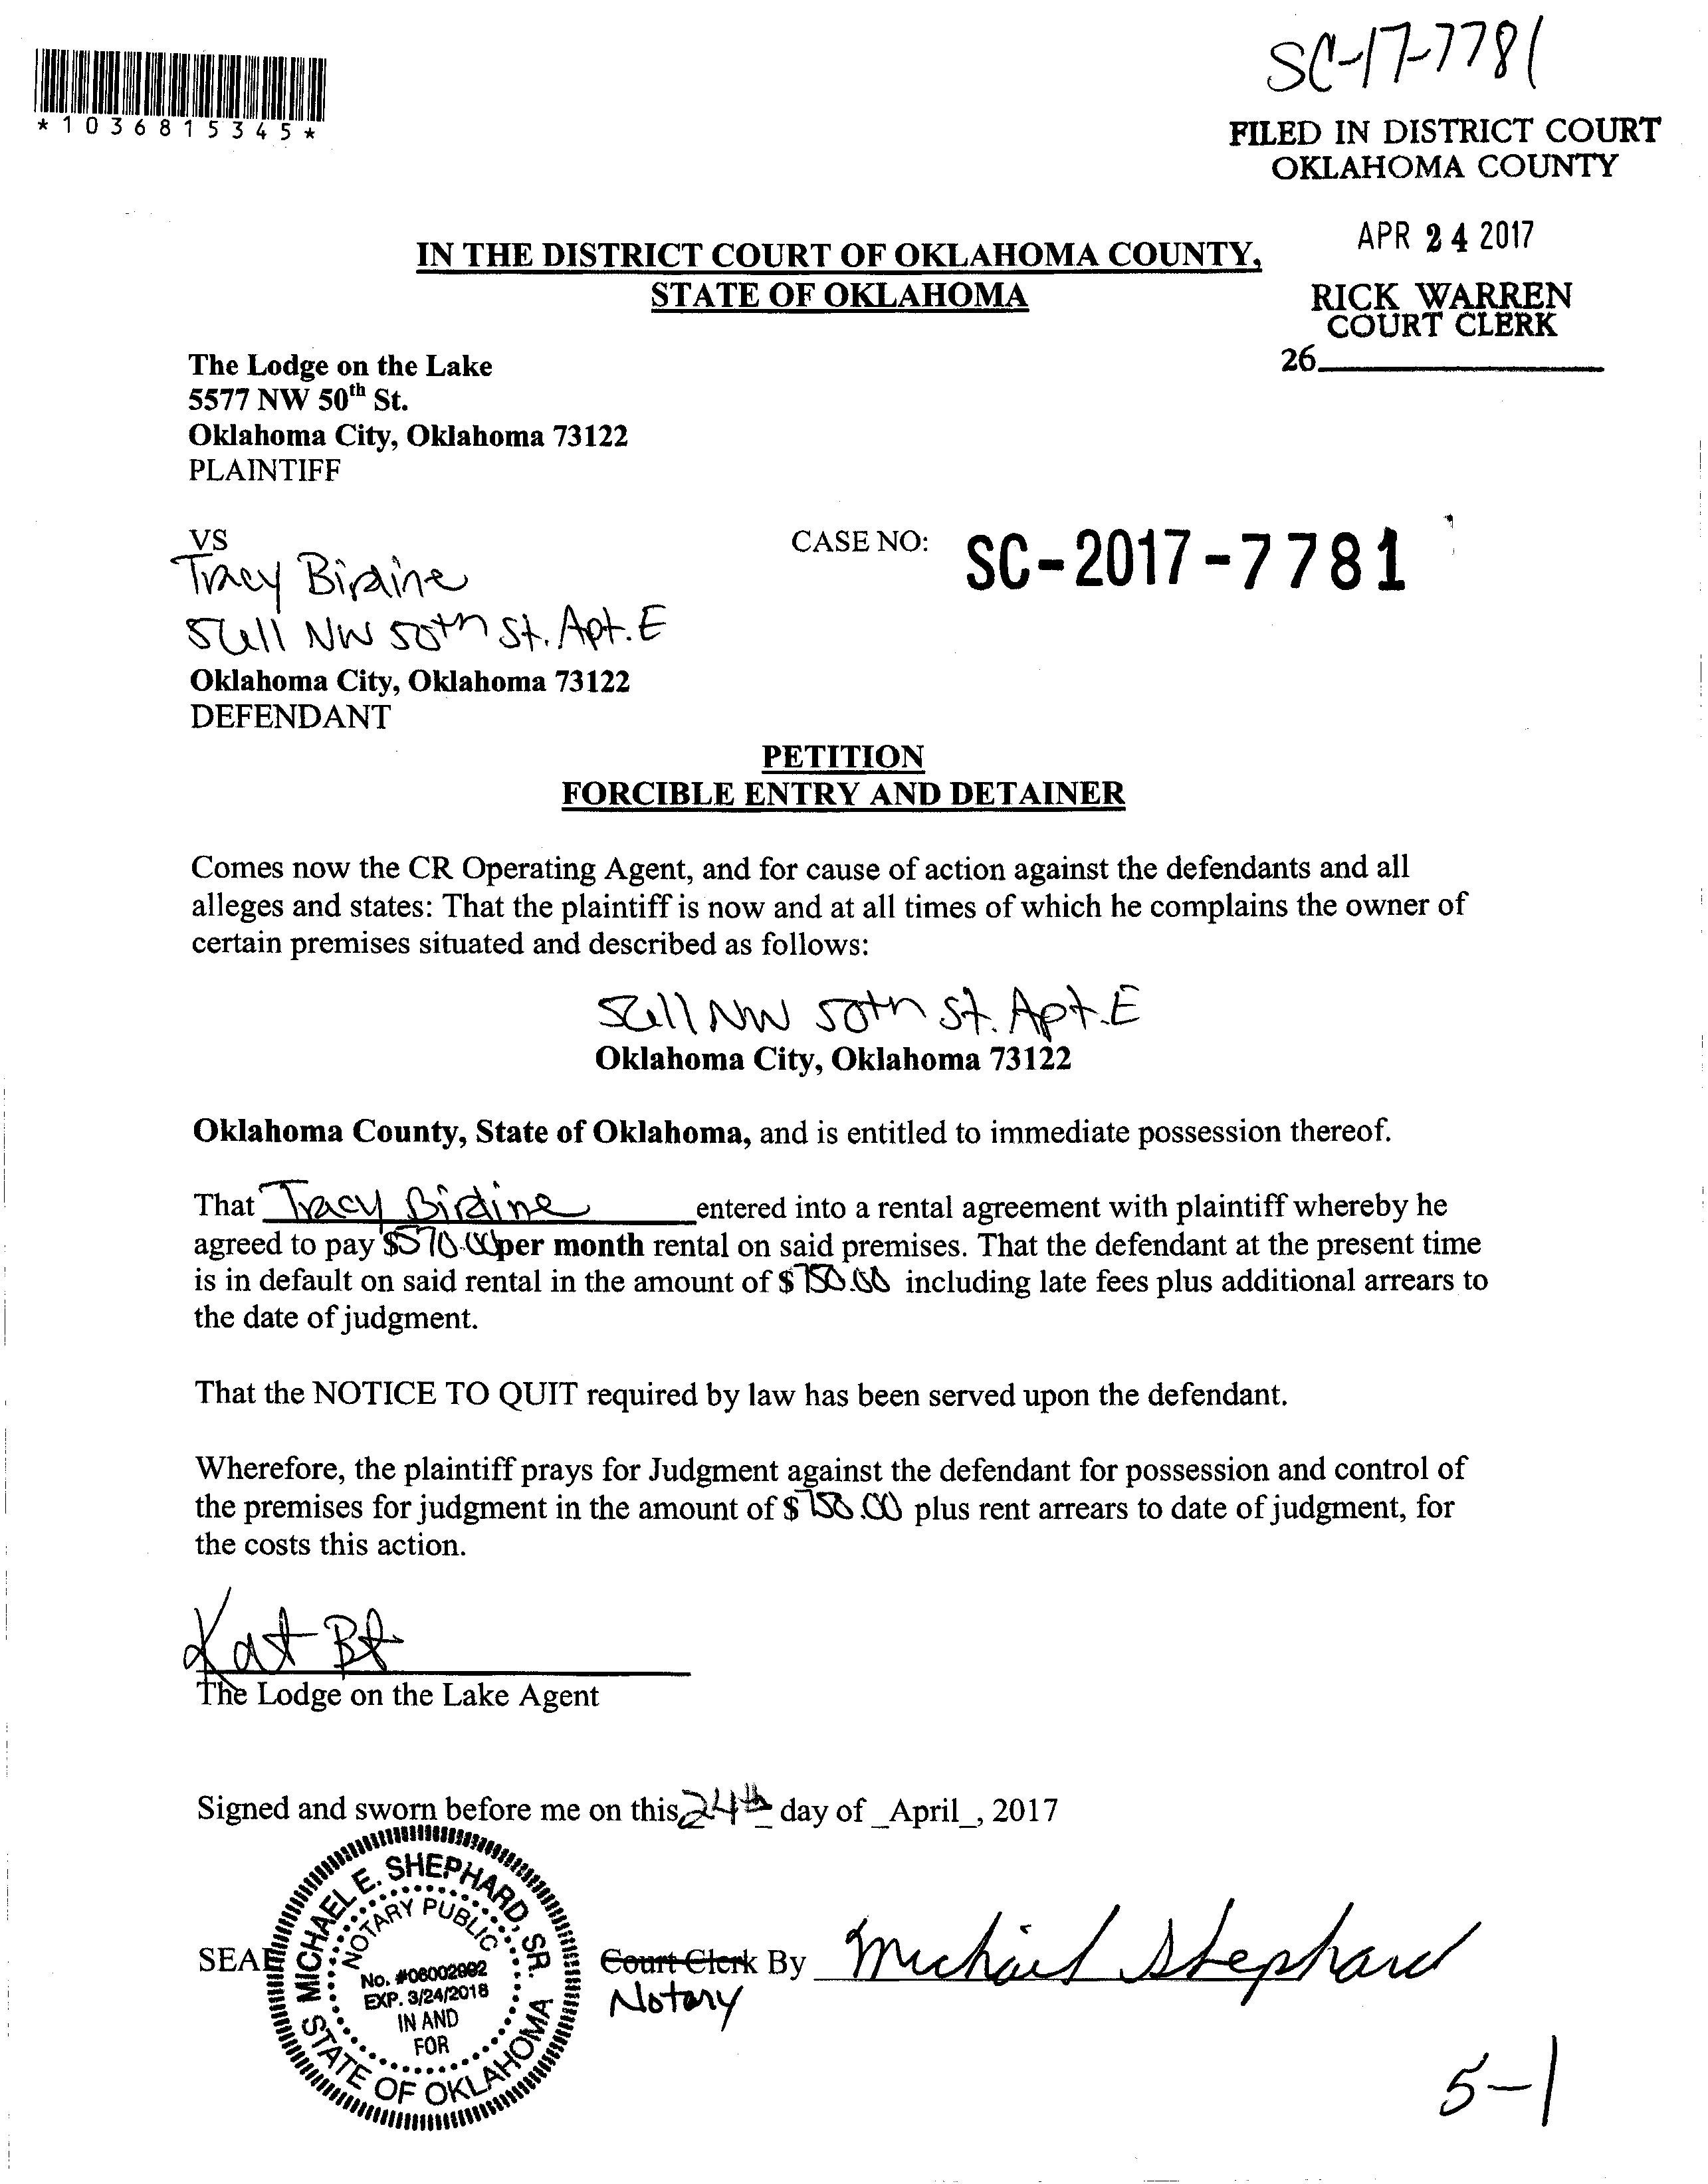 SC-17-7781
*1036815345*
FILED IN DISTRICT COURT
OKLAHOMA COUNTY
APR 24 2017
RICK WARREN
COURT CLERK
26
IN THE DISTRICT COURT OF OKLAHOMA COUNTY,
STATE OF OKLAHOMA
The Lodge on the Lake
5577 NW 50th St.
Oklahoma City, Oklahoma 73122
PLAINTIFF
VS
CASE NO: SC-2017-7781
Tracy Birdine
5611 NW 50th St. Apt. E
Oklahoma City, Oklahoma 73122
DEFENDANT
PETITION
FORCIBLE ENTRY AND DETAINER
Comes now the CR Operating Agent, and for cause of action against the defendants and all
alleges and states: That the plaintiff is now and at all times of which he complains the owner of
certain premises situated and described as follows:
5611 NW 50th St. Apt. E
Oklahoma City, Oklahoma 73122
Oklahoma County, State of Oklahoma, and is entitled to immediate possession thereof.
That Tracy Birdine entered into a rental agreement with plaintiff whereby he
agreed to pay $570.00 per month rental on said premises. That the defendant at the present time
is in default on said rental in the amount of $750.00 including late fees plus additional arrears to
the date of judgment.
That the NOTICE TO QUIT required by law has been served upon the defendant.
Wherefore, the plaintiff prays for Judgment against the defendant for possession and control of
the premises for judgment in the amount of $750.00 plus rent arrears to date of judgment, for
the costs this action.
The Lodge on the Lake Agent
Signed and sworn before me on this 24th day of _April_, 2017
MICHAEL E. SHEPHARD, SR.
NOTARY PUBLIC
SEAL
No. #06002992
EXP. 3/24/2018
IN AND
FOR
STATE OF OKLAHOMA
Court Clerk By Michael Shephard
Notary
5-1